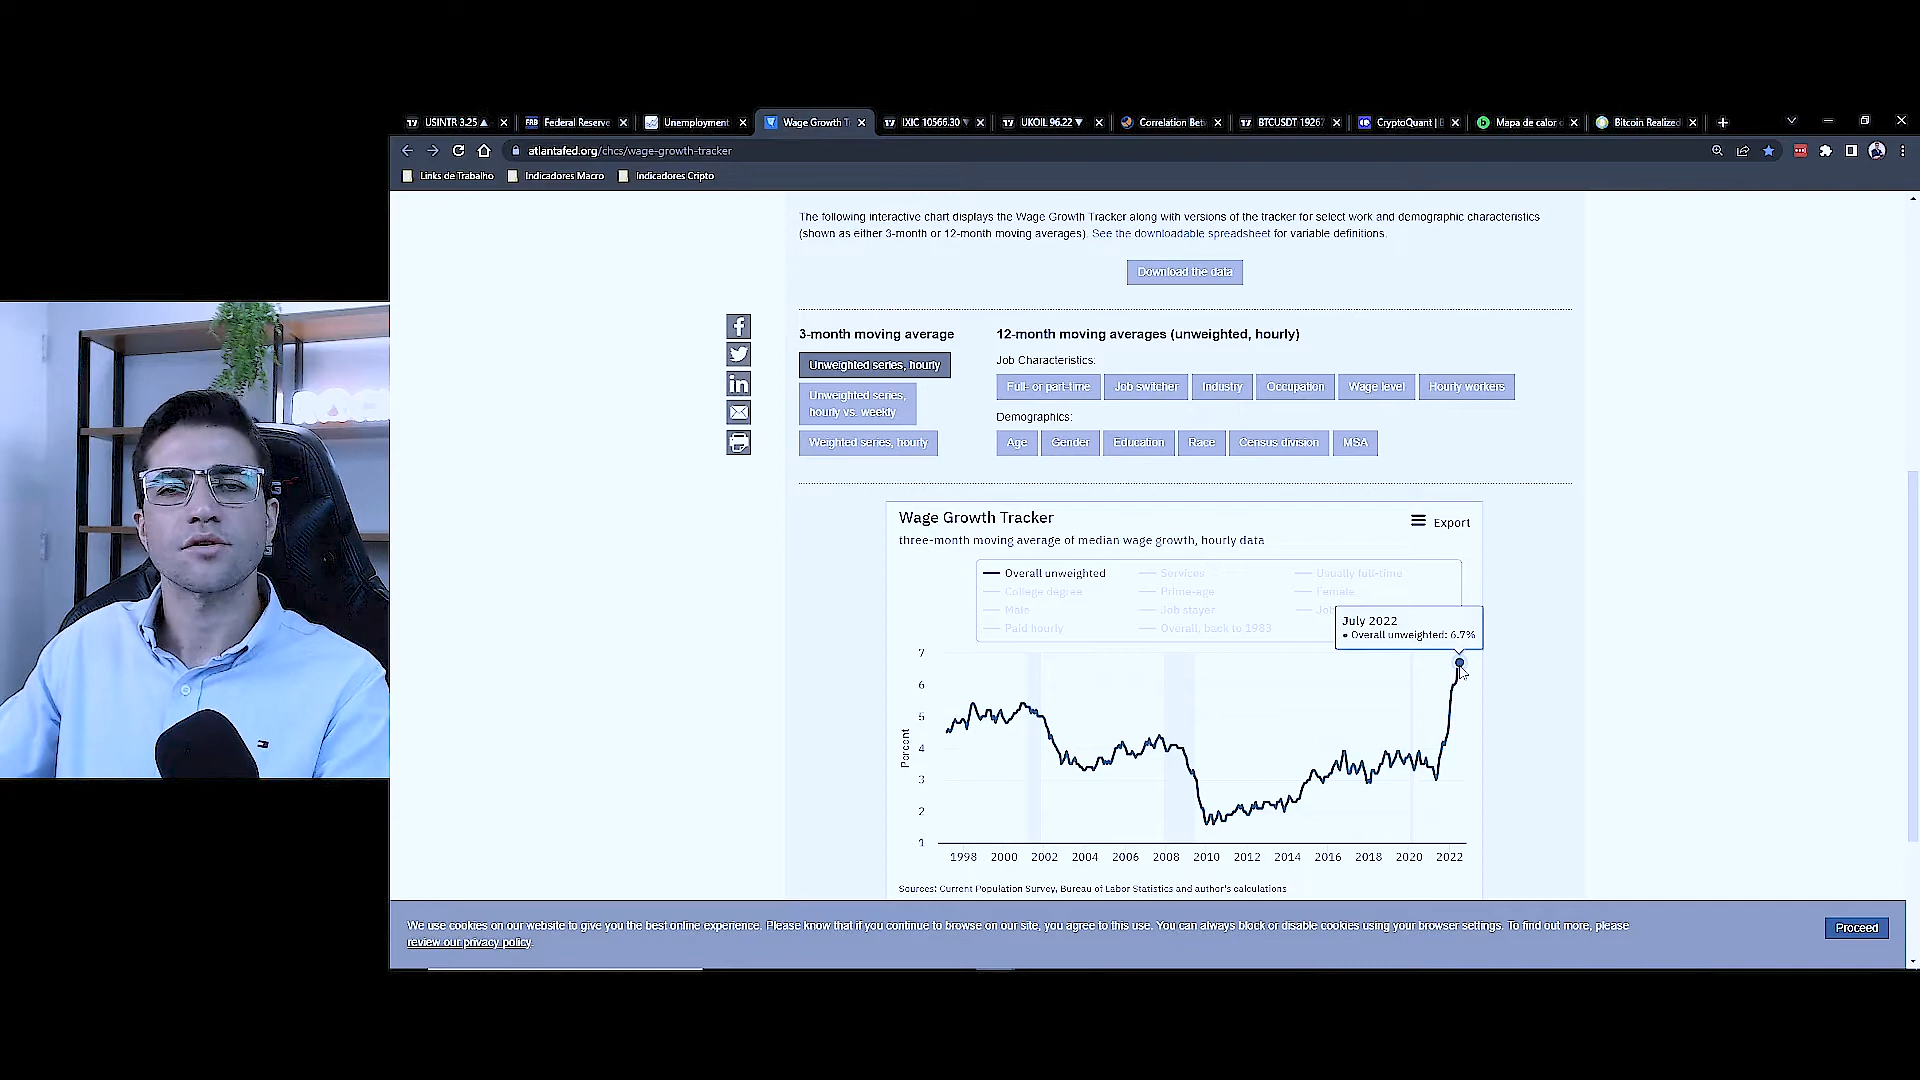 USINTR 3.25
Federal Reserve
Unemployment
Wage Growth T
IXIC 10566.30
UKOIL 96.22
Correlation Betw
BTCUSDT 19267
CryptoQuant |
Mapa de calor
Bitcoin Realized
atlantafed.org/chcs/wage-growth-tracker
Links de Trabalho
Indicadores Macro
Indicadores Cripto
The following interactive chart displays the Wage Growth Tracker along with versions of the tracker for select work and demographic characteristics
(shown as either 3-month or 12-month moving averages). See the downloadable spreadsheet for variable definitions.
Download the data
3-month moving average
Unweighted series, hourly
Unweighted series,
hourly vs. weekly
Weighted series, hourly
12-month moving averages (unweighted, hourly)
Job Characteristics:
Full- or part-time
Job switcher
Industry
Occupation
Wage level
Hourly workers
Demographics:
Age
Gender
Education
Race
Census division
MSA
Wage Growth Tracker
Export
three-month moving average of median wage growth, hourly data
Overall unweighted
Services
Usually full-time
College degree
Prime-age
Female
Male
Job stayer
Paid hourly
Overall, back to 1983
July 2022
• Overall unweighted: 6.7%
Percent
7
6
5
4
3
2
1
1998 2000 2002 2004 2006 2008 2010 2012 2014 2016 2018 2020 2022
Sources: Current Population Survey, Bureau of Labor Statistics and author's calculations
We use cookies on our website to give you the best online experience. Please know that if you continue to browse on our site, you agree to this use. You can always block or disable cookies using your browser settings. To find out more, please
review our privacy policy.
Proceed